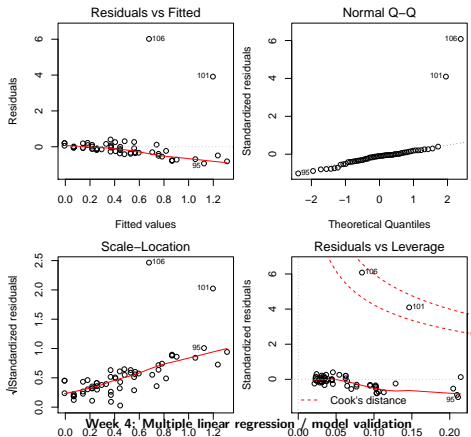 Residuals vs Fitted
Residuals
6
4
2
0
106
101
95
0.0 0.2 0.4 0.6 0.8 1.0 1.2
Fitted values
Normal Q−Q
Standardized residuals
6
4
2
0
106
101
95
−2 −1 0 1 2
Theoretical Quantiles
Scale−Location
√|Standardized residuals|
2.5
2.0
1.5
1.0
0.5
0.0
106
101
95
0.0 0.2 0.4 0.6 0.8 1.0 1.2
Residuals vs Leverage
Standardized residuals
6
4
2
0
106
101
Cook's distance
0.00 0.05 0.10 0.15 0.20
Week 4: Multiple linear regression / model validation